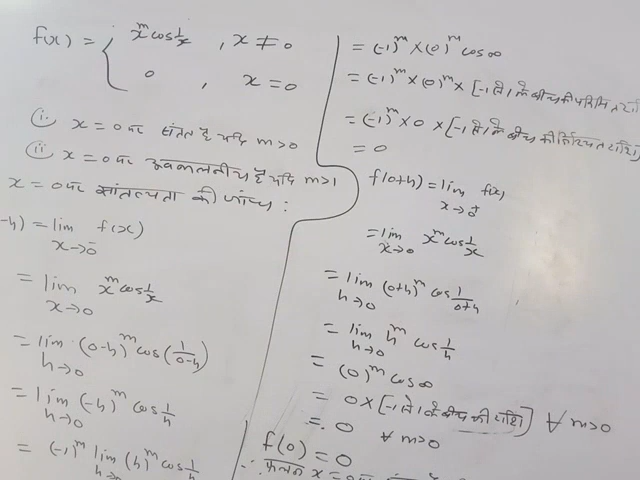 f(x) = { x^m cos 1/x , x ≠ 0
0 , x = 0
(i. x = 0 पर संतत है यदि m>0
(ii x = 0 पर अवकलनीय है यदि m>1
x = 0 पर सांतत्यता की जांच :
-h) = lim x→0⁻ f(x)
= lim x→0 x^m cos 1/x
= lim h→0 (0-h)^m cos(1/0-h)
= lim h→0 (-h)^m cos 1/h
= (-1)^m lim h→0 (h)^m cos 1/h
= (-1)^m × (0)^m cos ∞
= (-1)^m × (0)^m × [-1 से 1 के बीच की परिमित रा
= (-1)^m × 0 × [-1 से 1 के बीच की निश्चित राशि]
= 0
f(0+h) = lim x→0⁺ f(x)
= lim x→0 x^m cos 1/x
= lim h→0 (0+h)^m cos 1/0+h
= lim h→0 h^m cos 1/h
= (0)^m cos ∞
= 0 × [-1 से 1 के बीच की राशि] ∀ m>0
= 0 ∀ m>0
f(0) = 0
∴ फलन x = 0 पर